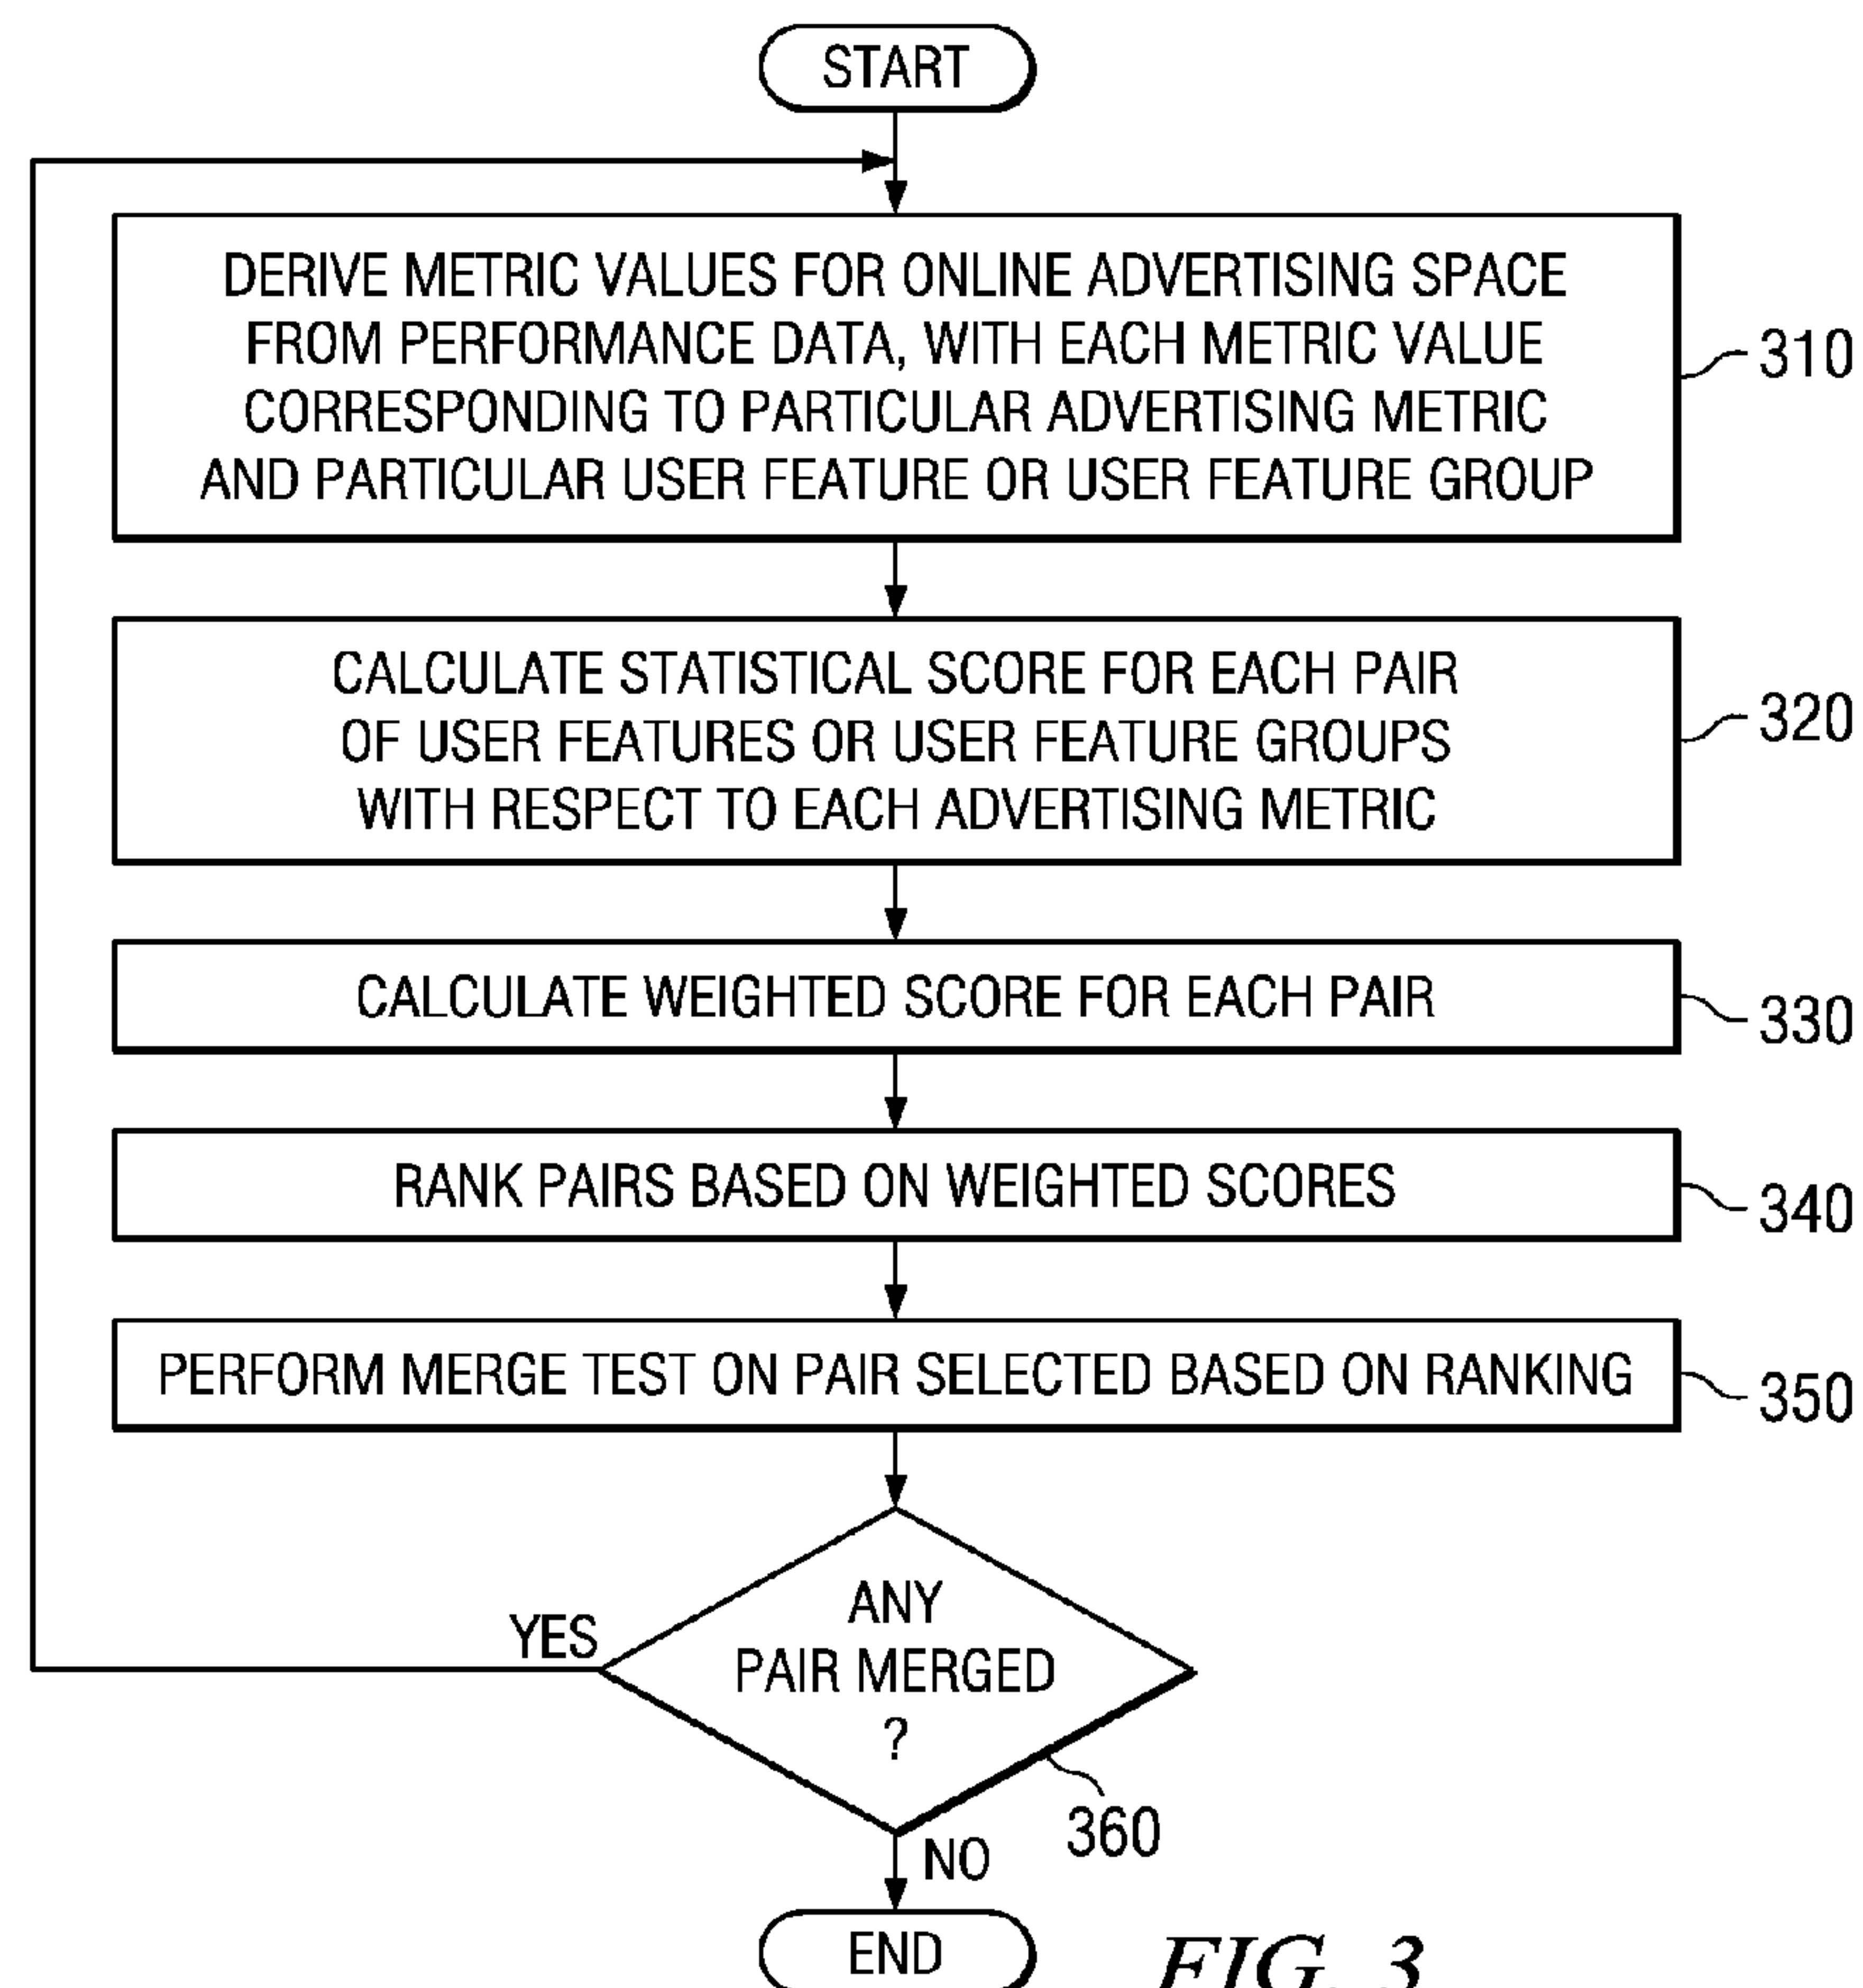 START
DERIVE METRIC VALUES FOR ONLINE ADVERTISING SPACE
FROM PERFORMANCE DATA, WITH EACH METRIC VALUE
CORRESPONDING TO PARTICULAR ADVERTISING METRIC
AND PARTICULAR USER FEATURE OR USER FEATURE GROUP
310
CALCULATE STATISTICAL SCORE FOR EACH PAIR
OF USER FEATURES OR USER FEATURE GROUPS
WITH RESPECT TO EACH ADVERTISING METRIC
320
CALCULATE WEIGHTED SCORE FOR EACH PAIR
330
RANK PAIRS BASED ON WEIGHTED SCORES
340
PERFORM MERGE TEST ON PAIR SELECTED BASED ON RANKING
350
ANY
PAIR MERGED
?
YES
360
NO
END
FIG. 3